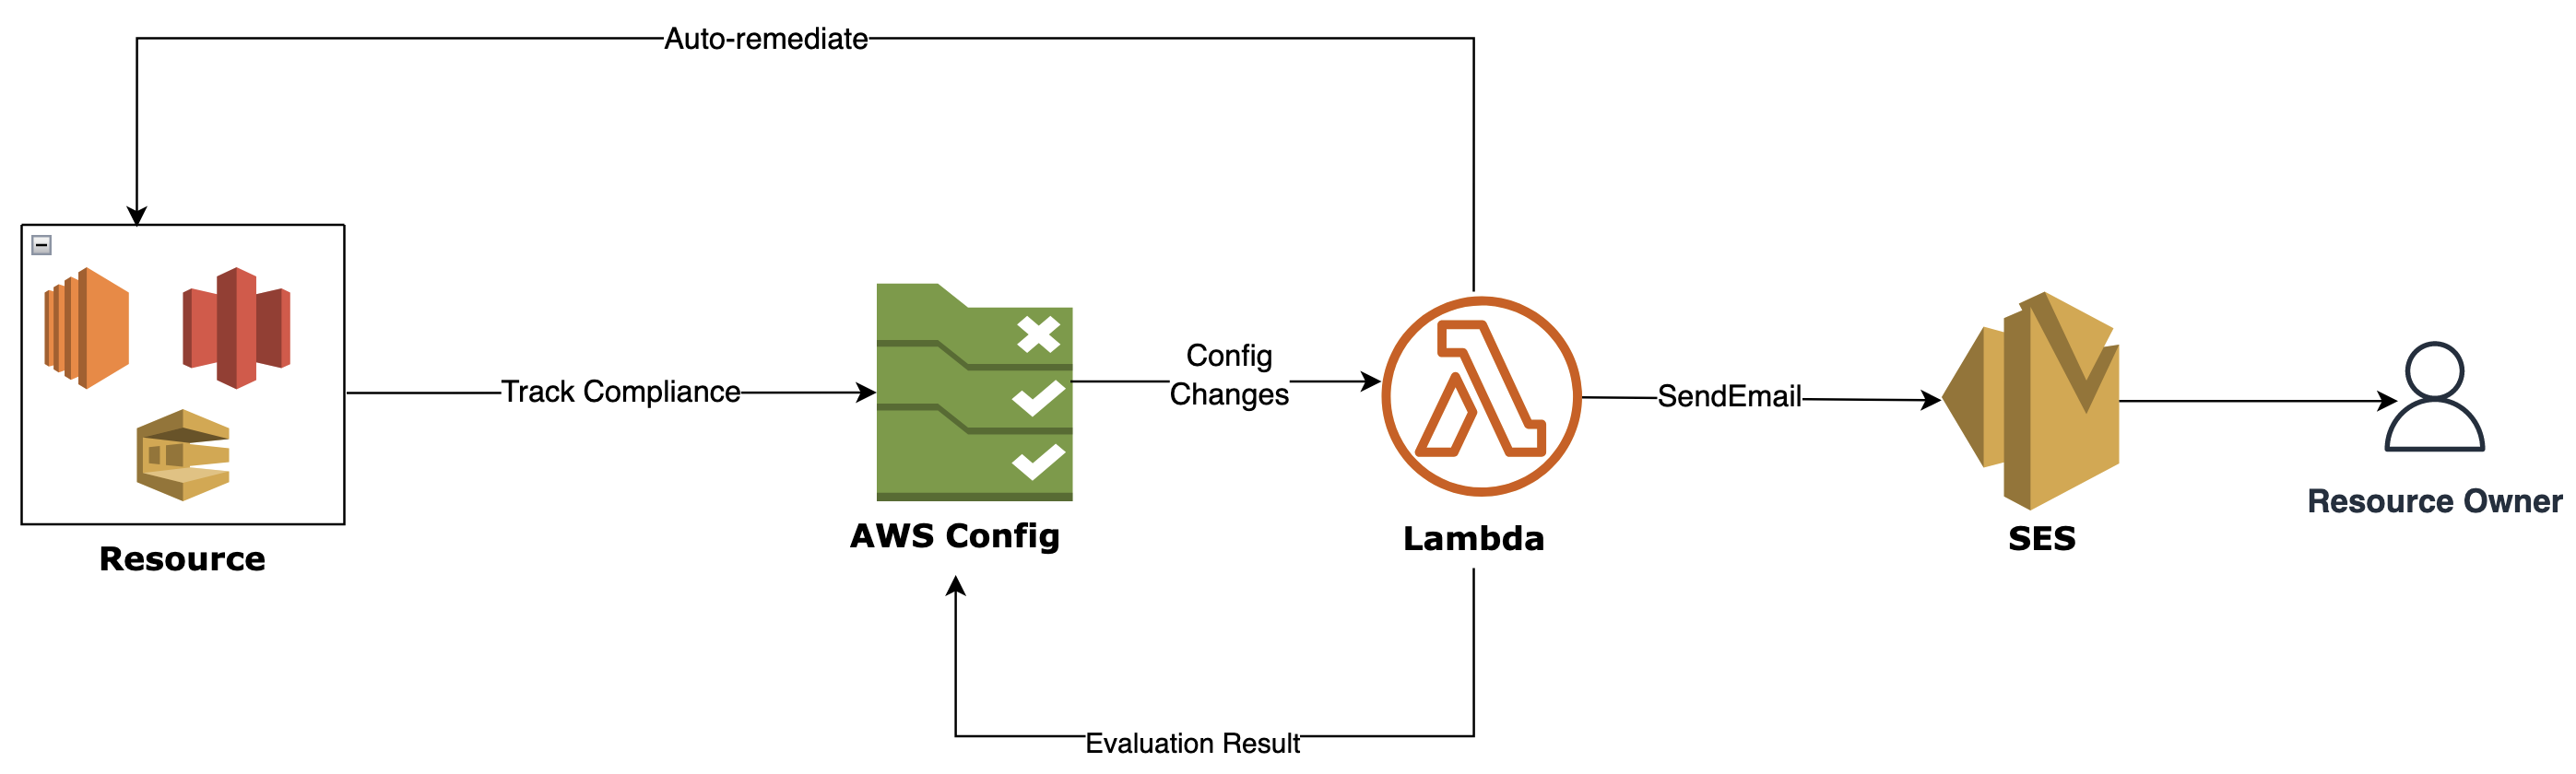 Auto-remediate
Track Compliance
Config
Changes
SendEmail
Resource
AWS Config
Lambda
SES
Resource Owner
Evaluation Result